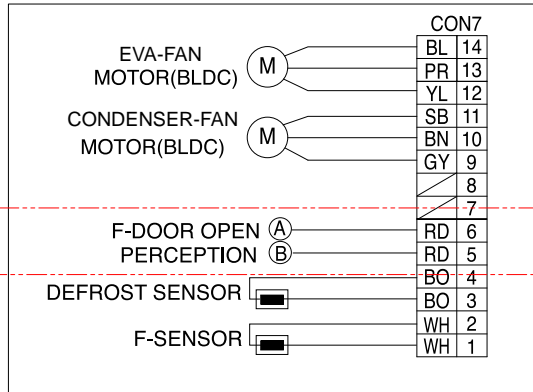 CON7
EVA-FAN BL 14
MOTOR(BLDC) M PR 13
YL 12
CONDENSER-FAN SB 11
MOTOR(BLDC) M BN 10
GY 9
8
7
F-DOOR OPEN A RD 6
PERCEPTION B RD 5
BO 4
DEFROST SENSOR BO 3
WH 2
F-SENSOR WH 1